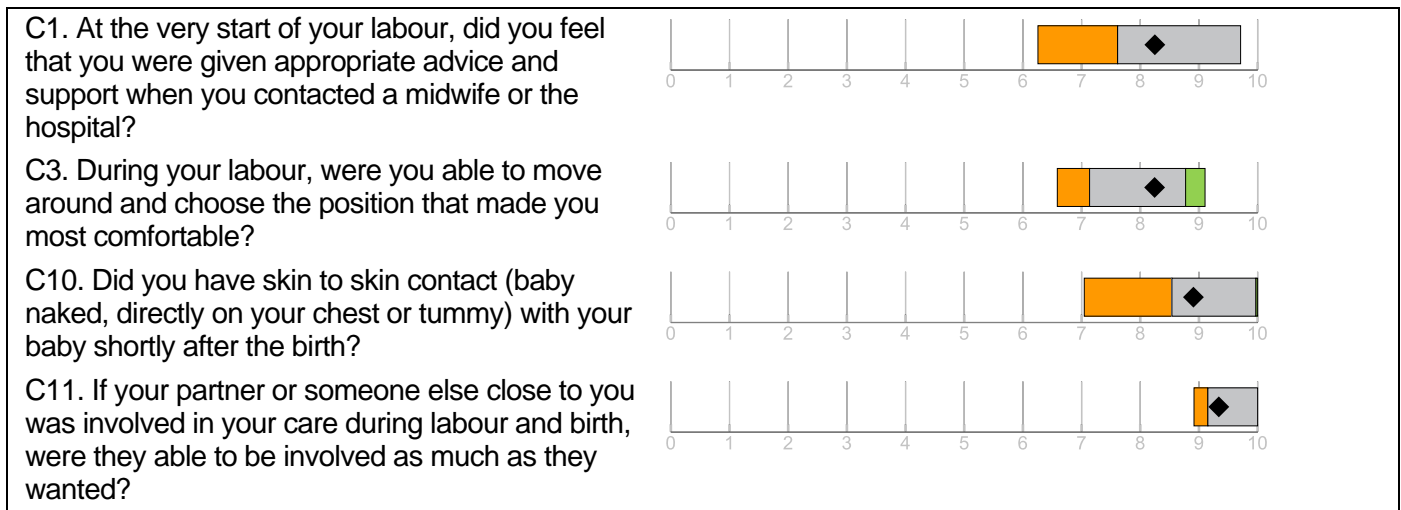 C1. At the very start of your labour, did you feel
that you were given appropriate advice and
support when you contacted a midwife or the
hospital?
0 1 2 3 4 5 6 7 8 9 10
C3. During your labour, were you able to move
around and choose the position that made you
most comfortable?
0 1 2 3 4 5 6 7 8 9 10
C10. Did you have skin to skin contact (baby
naked, directly on your chest or tummy) with your
baby shortly after the birth?
0 1 2 3 4 5 6 7 8 9 10
C11. If your partner or someone else close to you
was involved in your care during labour and birth,
were they able to be involved as much as they
wanted?
0 1 2 3 4 5 6 7 8 9 10